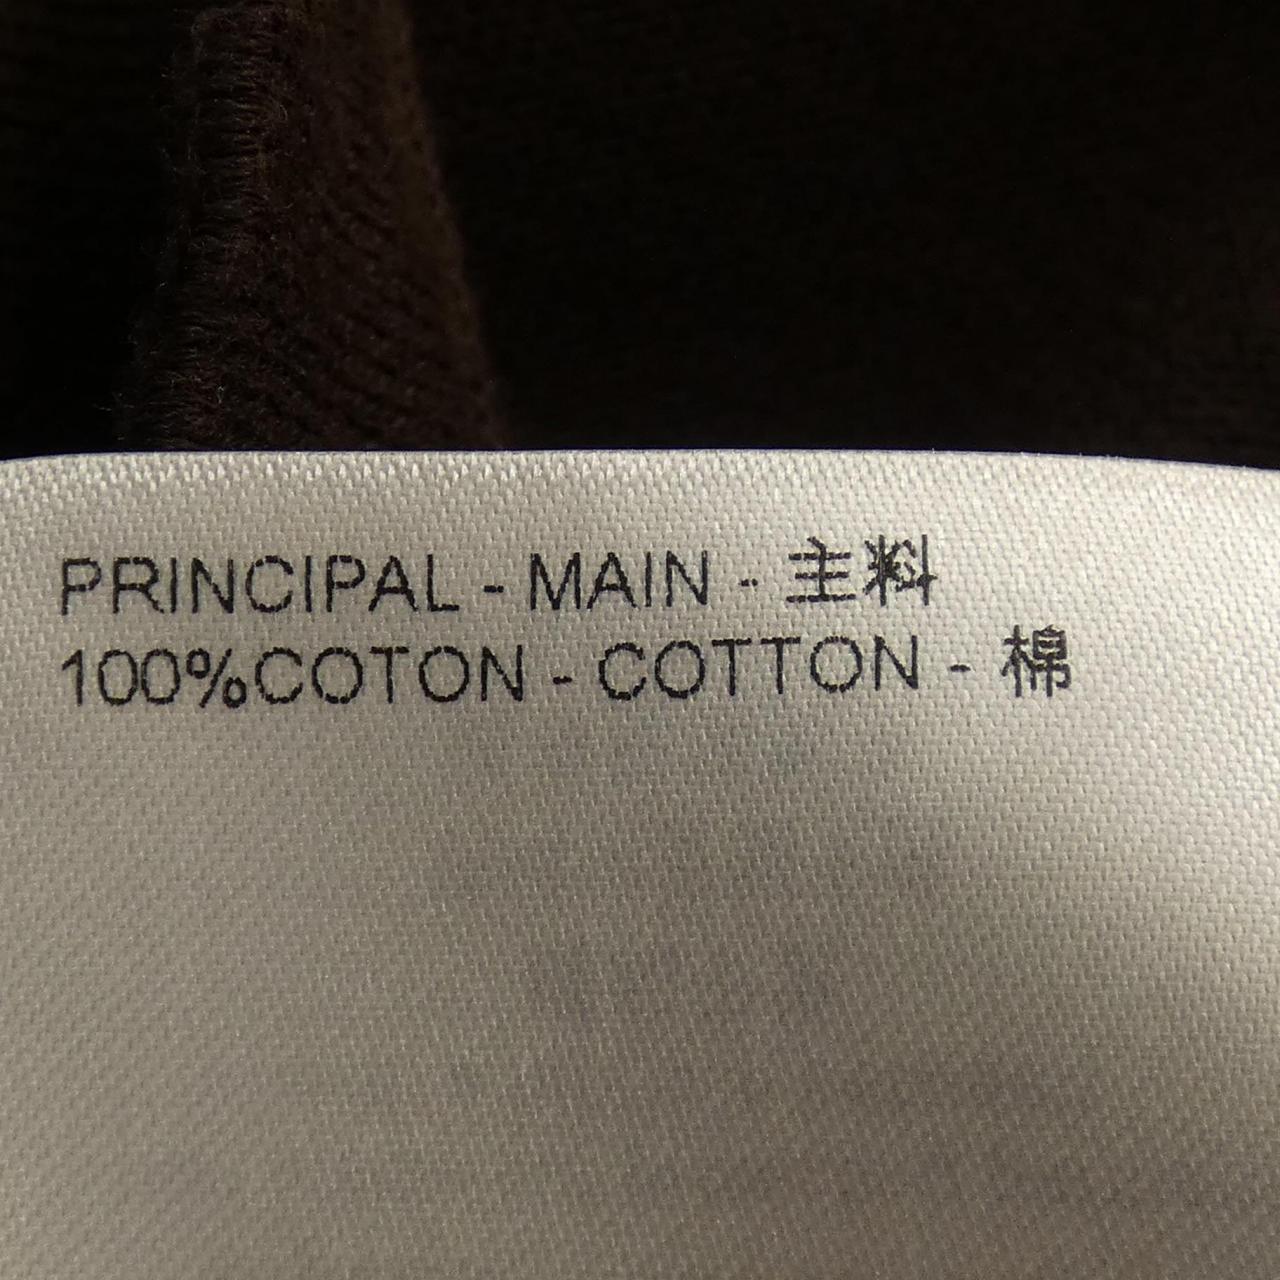 PRINCIPAL - MAIN - 主料
100%COTON - COTTON - 棉